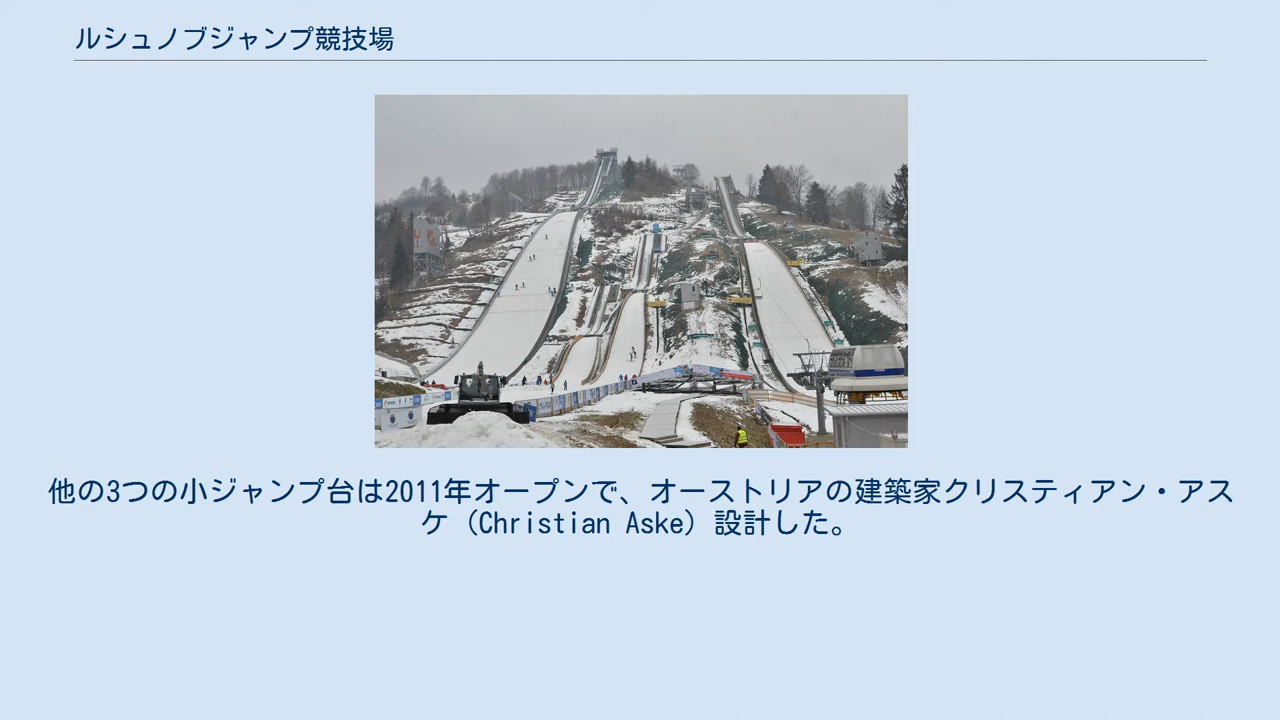 ルシュノブジャンプ競技場
他の3つの小ジャンプ台は2011年オープンで、オーストリアの建築家クリスティアン・アス
ケ（Christian Aske）設計した。